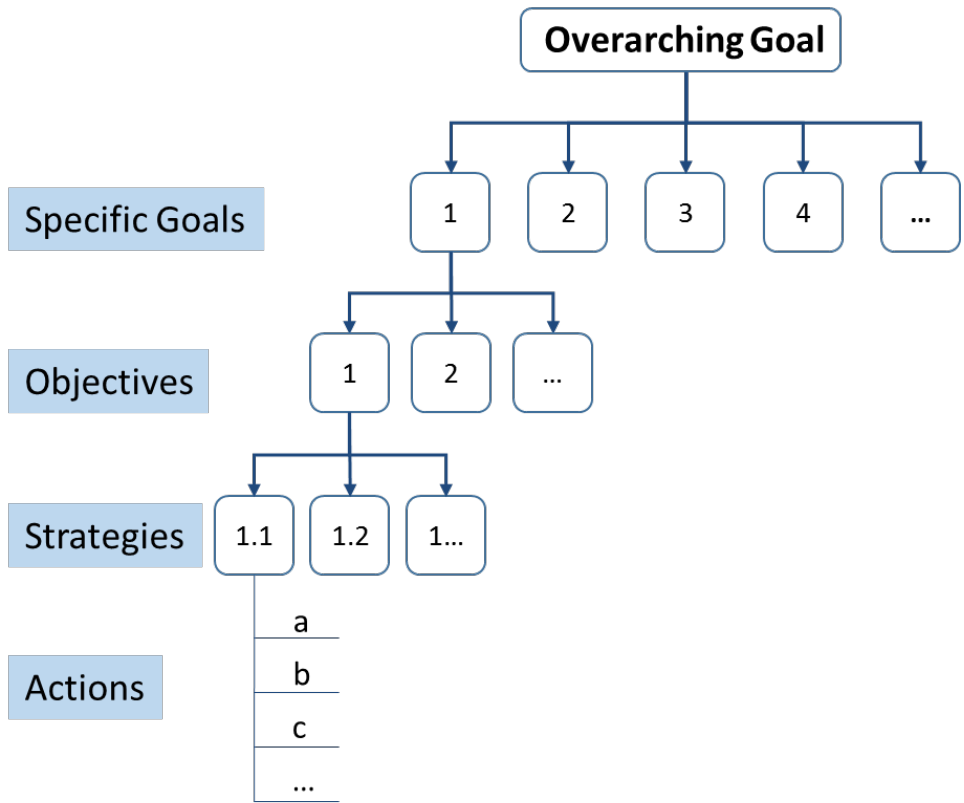 Overarching Goal
Specific Goals 1 2 3 4 ...
Objectives 1 2 ...
Strategies 1.1 1.2 1...
a
b
Actions
c
...